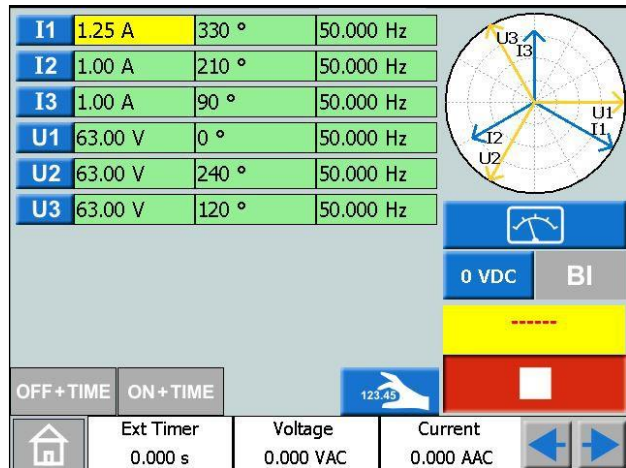 I1 1.25 A 330 ° 50.000 Hz
I2 1.00 A 210 ° 50.000 Hz
I3 1.00 A 90 ° 50.000 Hz
U1 63.00 V 0 ° 50.000 Hz
U2 63.00 V 240 ° 50.000 Hz
U3 63.00 V 120 ° 50.000 Hz
U3
I3
U1
I1
I2
U2
0 VDC BI
------
OFF+TIME ON+TIME 123.45
Ext Timer Voltage Current
0.000 s 0.000 VAC 0.000 AAC